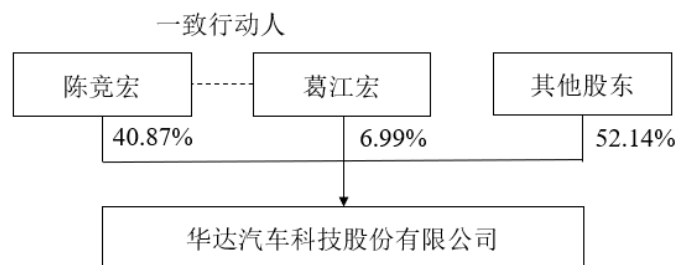 一致行动人
陈竞宏
葛江宏
其他股东
40.87%
6.99%
52.14%
华达汽车科技股份有限公司